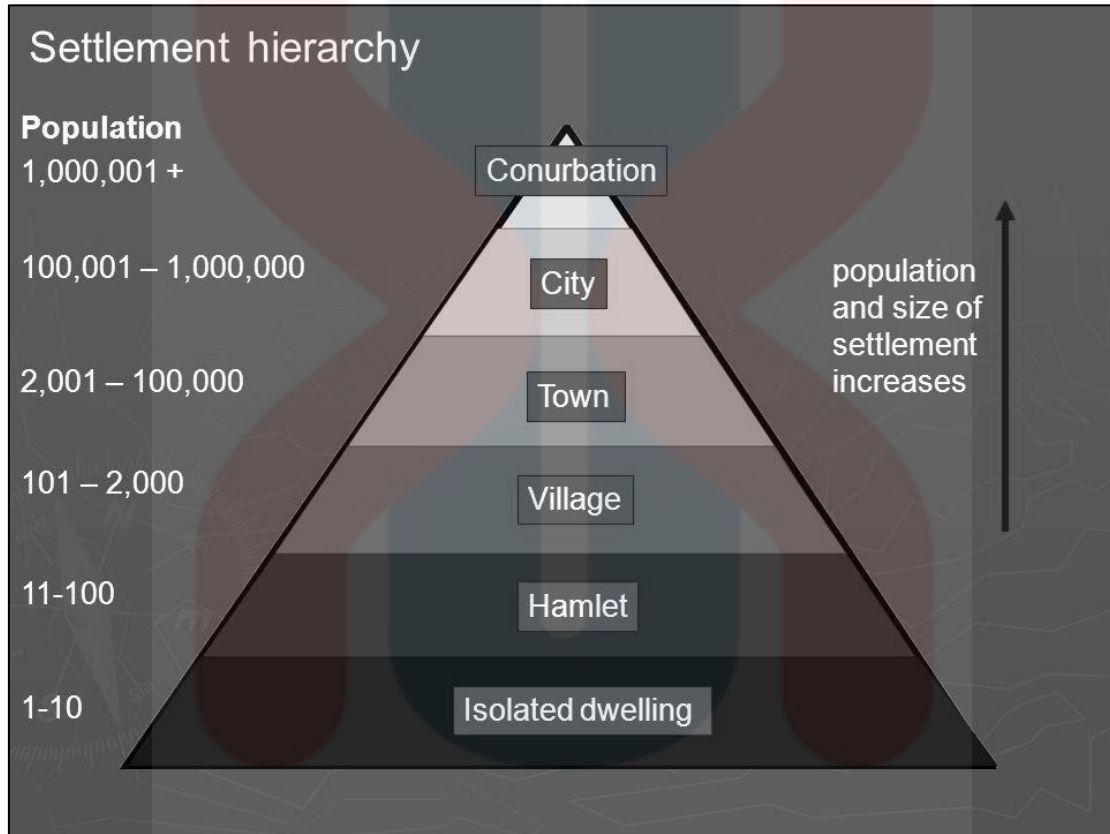 Settlement hierarchy
Population
1,000,001 +
Conurbation
100,001 – 1,000,000
City
population
and size of
settlement
increases
2,001 – 100,000
Town
101 – 2,000
Village
11-100
Hamlet
1-10
Isolated dwelling